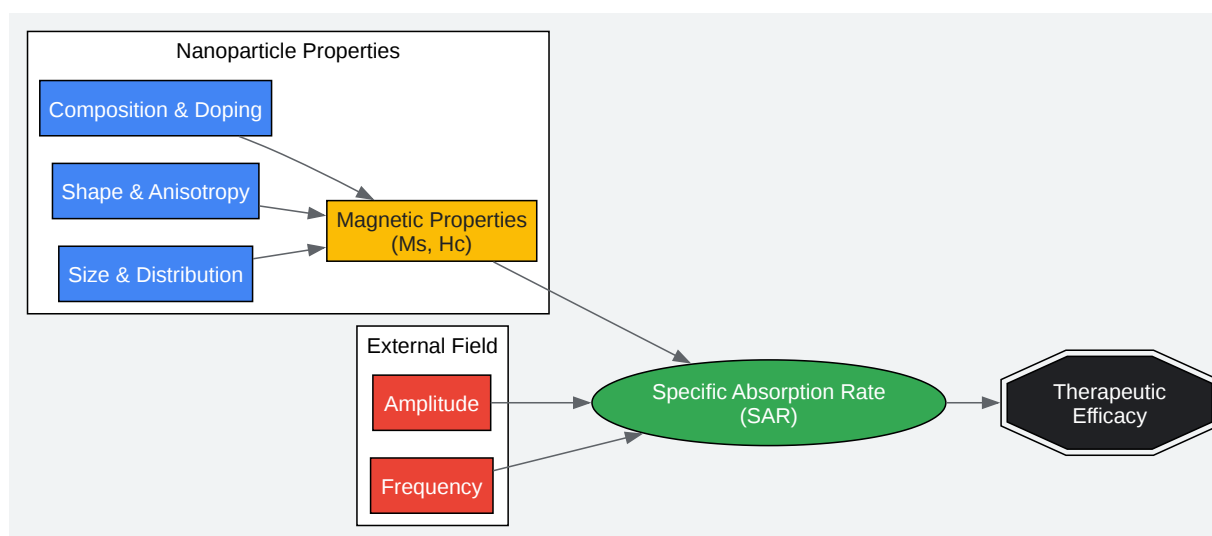 Nanoparticle Properties
Composition & Doping
Shape & Anisotropy
Size & Distribution
Magnetic Properties
(Ms, Hc)
External Field
Amplitude
Frequency
Specific Absorption Rate
(SAR)
Therapeutic
Efficacy